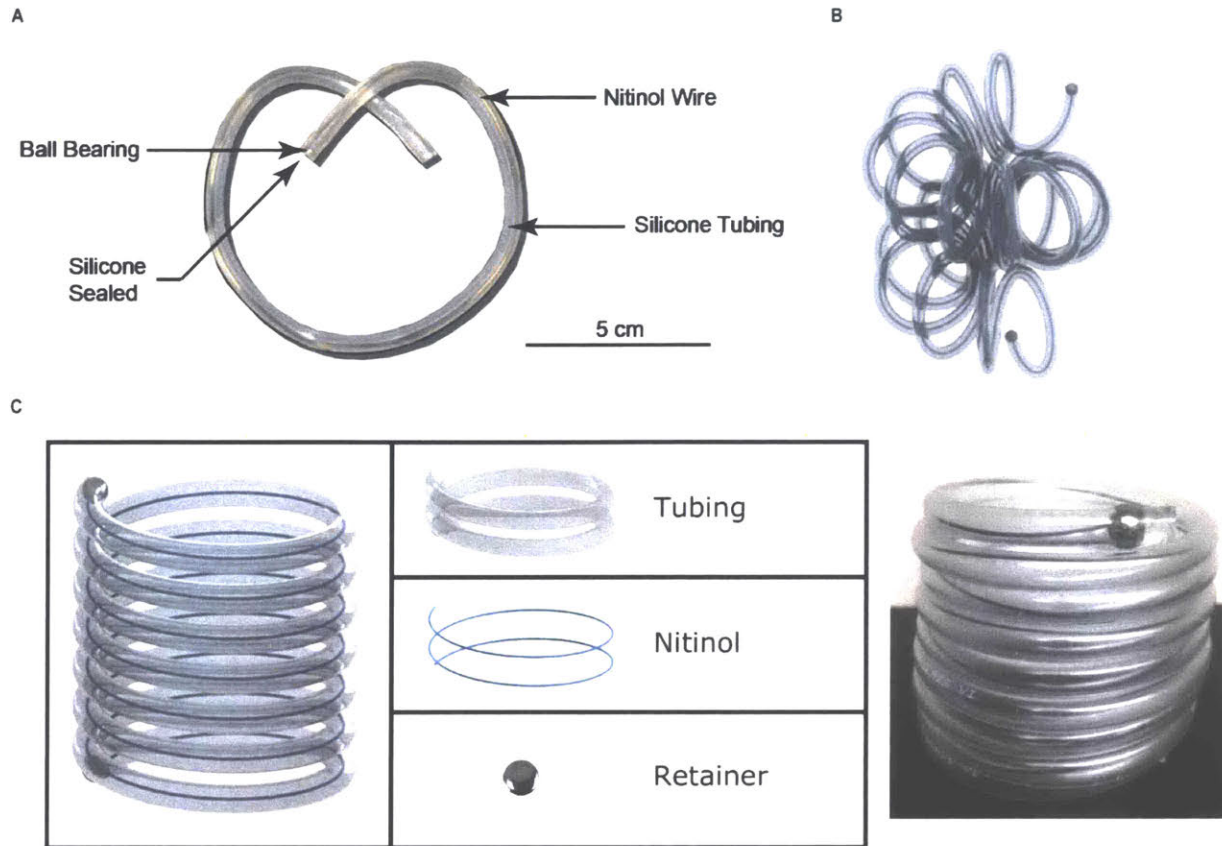 A
B
Nitinol Wire
Ball Bearing
Silicone Tubing
Silicone
Sealed
5 cm
C
Tubing
Nitinol
Retainer